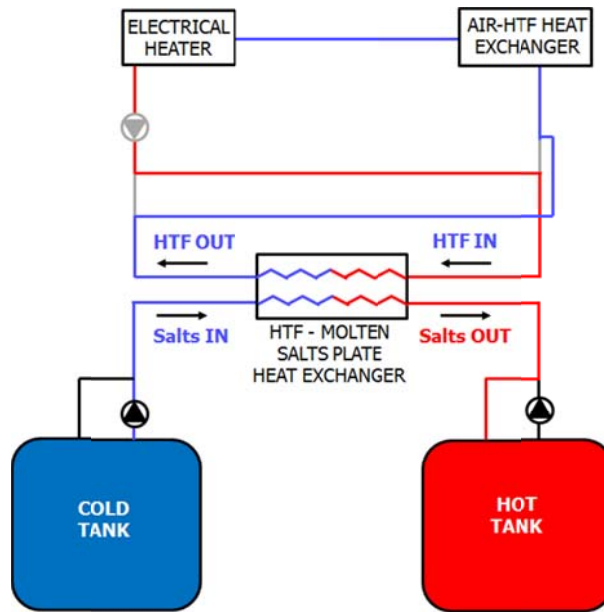 ELECTRICAL
HEATER
AIR-HTF HEAT
EXCHANGER
HTF OUT
HTF IN
Salts IN
HTF - MOLTEN
SALTS PLATE
HEAT EXCHANGER
Salts OUT
COLD
TANK
HOT
TANK